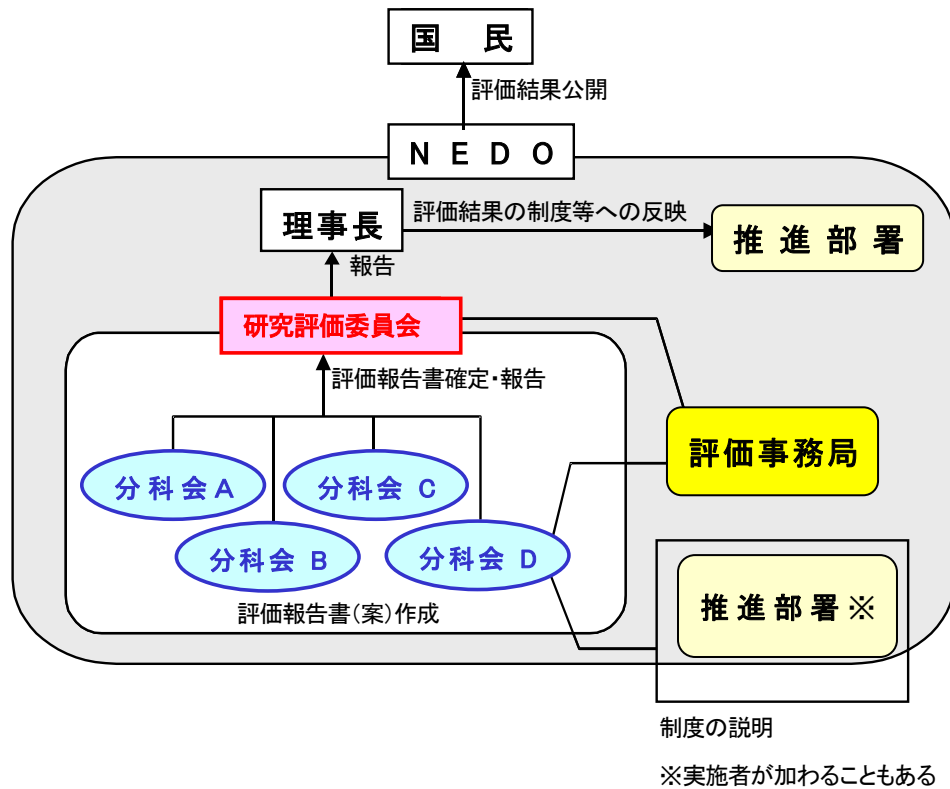 国 民
評価結果公開
NEDO
理事長
評価結果の制度等への反映
推進部署
報告
研究評価委員会
評価報告書確定・報告
評価事務局
分科会A
分科会 C
分科会 B
分科会 D
推進部署※
評価報告書(案)作成
制度の説明
※実施者が加わることもある